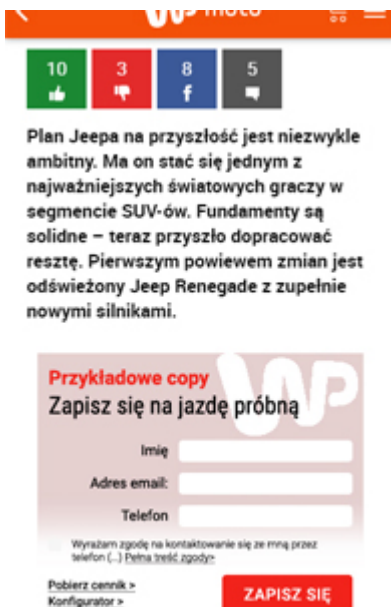 moto
10
3
8
5
Plan Jeepa na przyszłość jest niezwykle
ambitny. Ma on stać się jednym z
najważniejszych światowych graczy w
segmencie SUV-ów. Fundamenty są
solidne – teraz przyszło dopracować
resztę. Pierwszym powiewem zmian jest
odświeżony Jeep Renegade z zupełnie
nowymi silnikami.
WP
Przykładowe copy
Zapisz się na jazdę próbną
Imię
Adres email:
Telefon
Wyrażam zgodę na kontaktowanie się ze mną przez
telefon (...) Pełna treść zgody>
Pobierz cennik >
Konfigurator >
ZAPISZ SIĘ